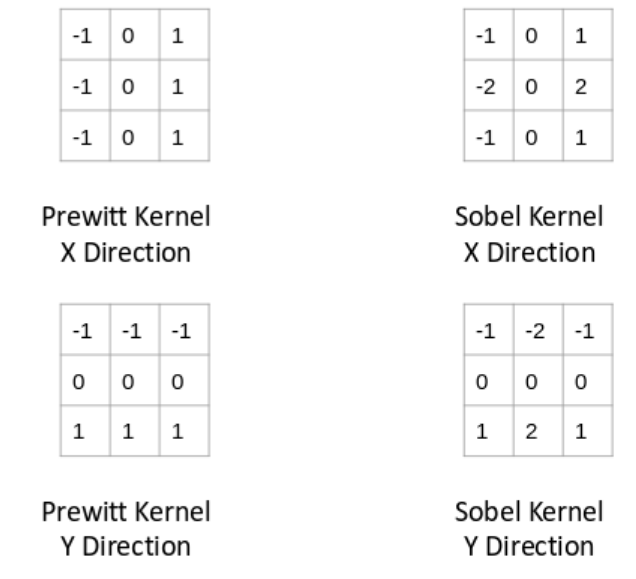 -1 0 1
-1 0 1
-1 0 1
Prewitt Kernel
X Direction
-1 0 1
-2 0 2
-1 0 1
Sobel Kernel
X Direction
-1 -1 -1
0 0 0
1 1 1
Prewitt Kernel
Y Direction
-1 -2 -1
0 0 0
1 2 1
Sobel Kernel
Y Direction